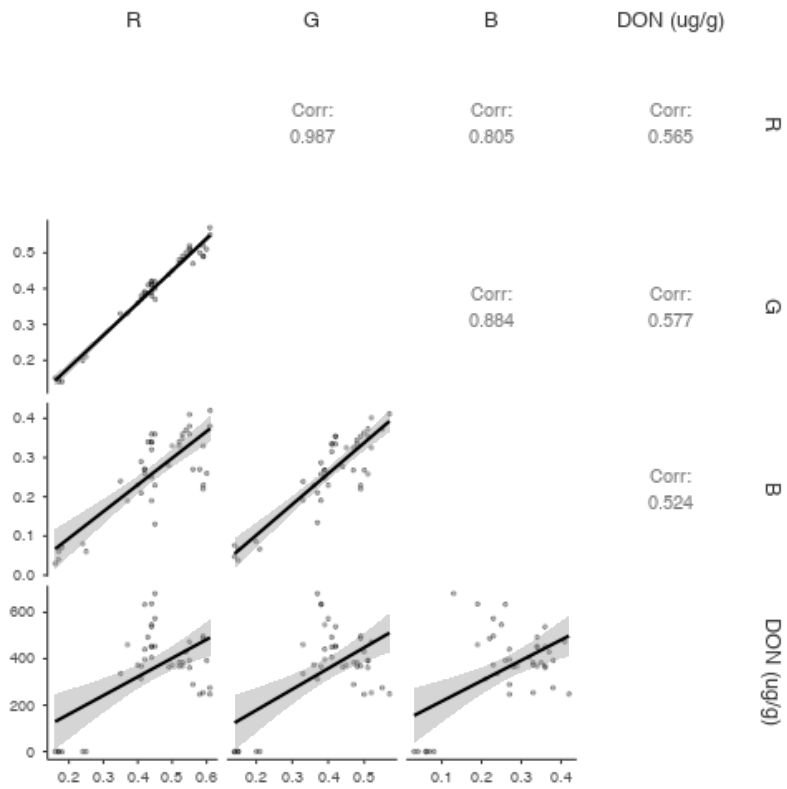 R G B DON (ug/g)
Corr: Corr: Corr:
0.987 0.805 0.565
R
0.5
0.4
0.3
0.2
Corr: Corr:
0.884 0.577
G
0.4
0.3
0.2
0.1
0.0
Corr:
0.524
B
600
400
200
0
DON (ug/g)
0.2 0.3 0.4 0.5 0.6 0.2 0.3 0.4 0.5 0.1 0.2 0.3 0.4